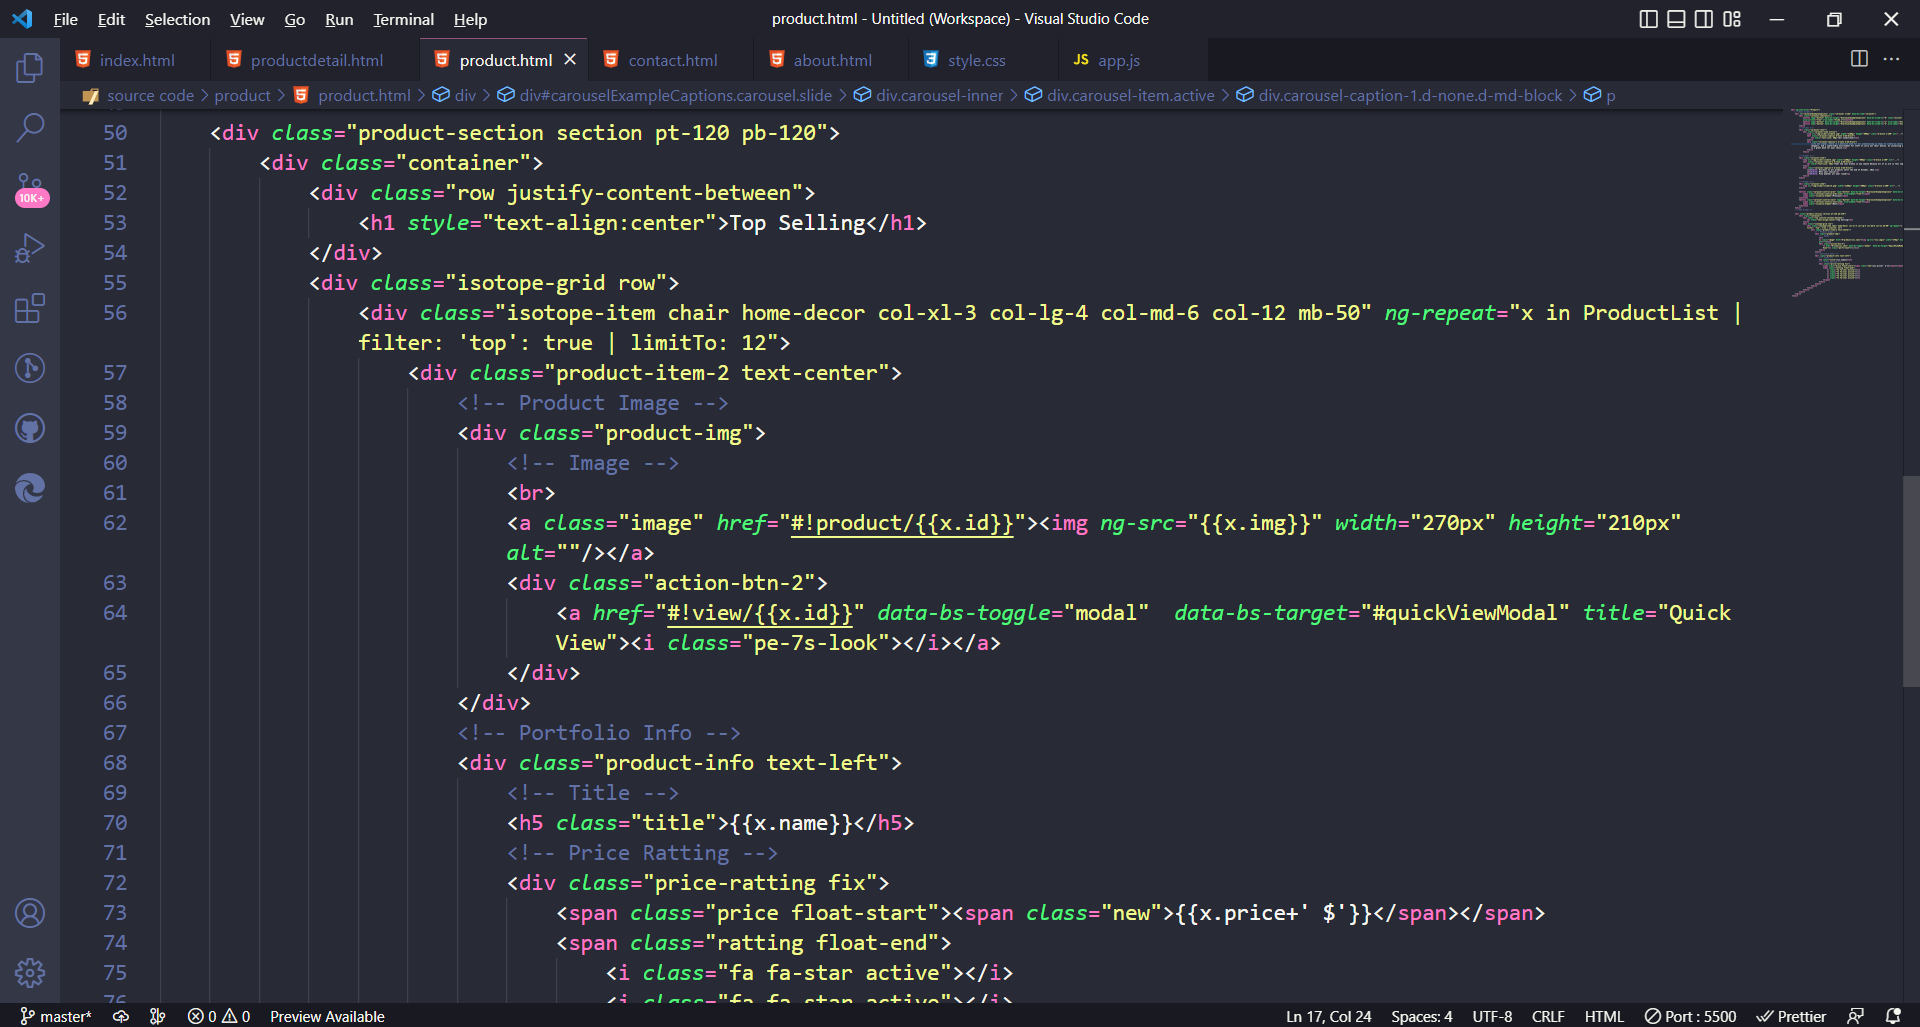 File Edit Selection View Go Run Terminal Help product.html - Untitled (Workspace) - Visual Studio Code
index.html productdetail.html product.html contact.html about.html style.css JS app.js
source code > product > product.html > div > div#carouselExampleCaptions.carousel.slide > div.carousel-inner > div.carousel-item.active > div.carousel-caption-1.d-none.d-md-block > p
10K+
50 <div class="product-section section pt-120 pb-120">
51 <div class="container">
52 <div class="row justify-content-between">
53 <h1 style="text-align:center">Top Selling</h1>
54 </div>
55 <div class="isotope-grid row">
56 <div class="isotope-item chair home-decor col-xl-3 col-lg-4 col-md-6 col-12 mb-50" ng-repeat="x in ProductList |
filter: 'top': true | limitTo: 12">
57 <div class="product-item-2 text-center">
58 <!-- Product Image -->
59 <div class="product-img">
60 <!-- Image -->
61 <br>
62 <a class="image" href="#!product/{{x.id}}"><img ng-src="{{x.img}}" width="270px" height="210px"
alt=""/></a>
63 <div class="action-btn-2">
64 <a href="#!view/{{x.id}}" data-bs-toggle="modal"  data-bs-target="#quickViewModal" title="Quick
View"><i class="pe-7s-look"></i></a>
65 </div>
66 </div>
67 <!-- Portfolio Info -->
68 <div class="product-info text-left">
69 <!-- Title -->
70 <h5 class="title">{{x.name}}</h5>
71 <!-- Price Ratting -->
72 <div class="price-ratting fix">
73 <span class="price float-start"><span class="new">{{x.price+' $'}}</span></span>
74 <span class="ratting float-end">
75 <i class="fa fa-star active"></i>
76 <i class="fa fa-star active"></i>
master* 0 0 Preview Available Ln 17, Col 24 Spaces: 4 UTF-8 CRLF HTML Port : 5500 Prettier